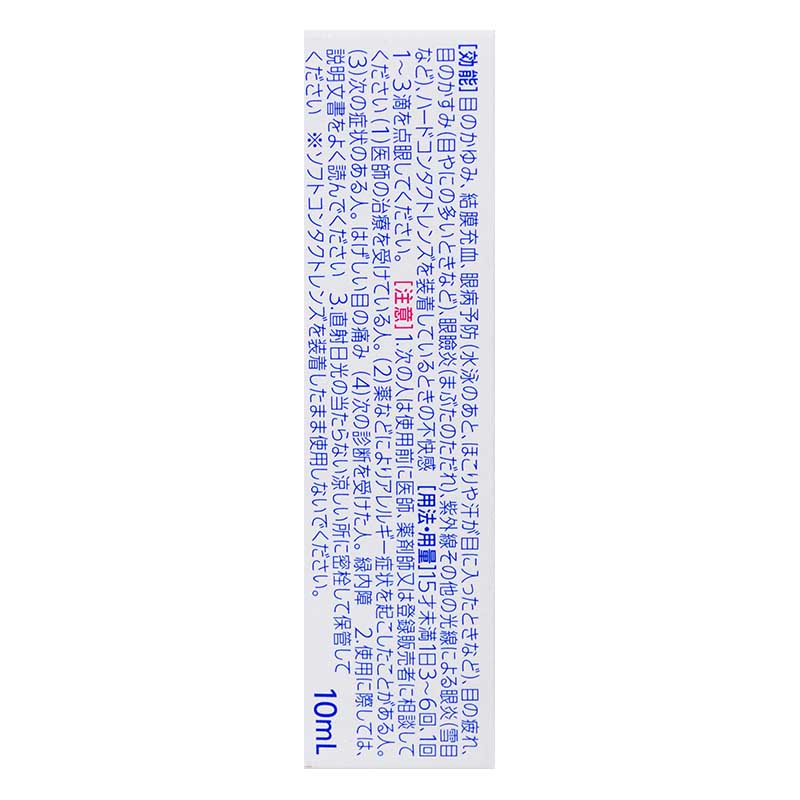 [効能]目のかゆみ、結膜充血、眼病予防(水泳のあと、ほこりや汗が目に入ったときなど)、目の疲れ、
目のかすみ(目やにの多いときなど)、眼瞼炎(まぶたのただれ)、紫外線その他の光線による眼炎(雪目
など)、ハードコンタクトレンズを装着しているときの不快感 [用法・用量]15才未満1日3〜6回、1回
1〜3滴を点眼してください。 [注意]1.次の人は使用前に医師、薬剤師又は登録販売者に相談して
ください(1)医師の治療を受けている人。(2)薬などによりアレルギー症状を起こしたことがある人。
(3)次の症状のある人。はげしい目の痛み (4)次の診断を受けた人。緑内障 2.使用に際しては、
説明文書をよく読んでください 3.直射日光の当たらない涼しい所に密栓して保管して
ください ※ソフトコンタクトレンズを装着したまま使用しないでください。
10mL